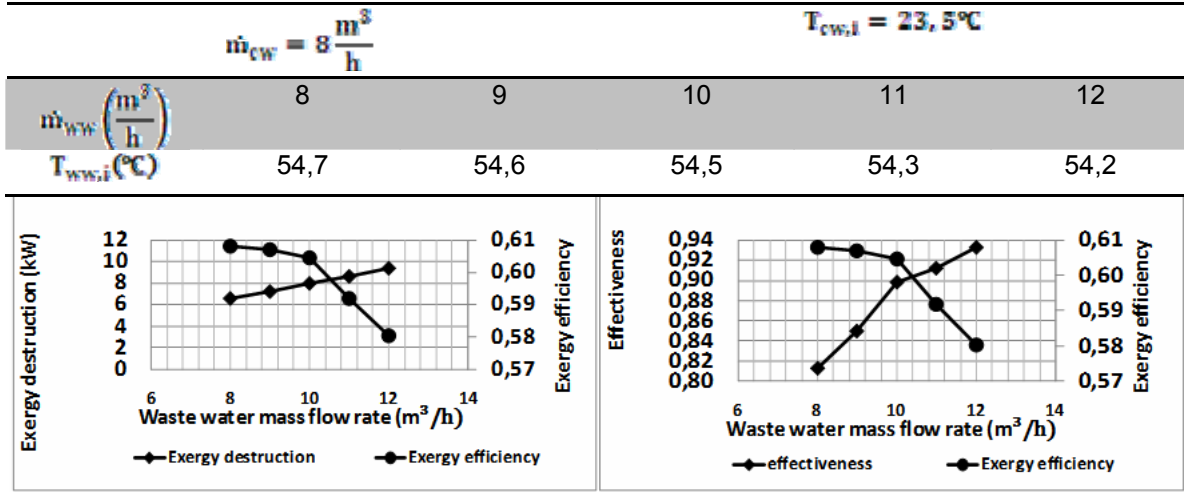 ṁcw = 8 m³/h
Tcw,i = 23,5℃
ṁww (m³/h) 8 9 10 11 12
Tww,i(℃) 54,7 54,6 54,5 54,3 54,2
Exergy destruction (kW)
12
10
8
6
4
2
0
0,61
0,60
0,59
0,58
0,57
Exergy efficiency
6 8 10 12 14
Waste water mass flow rate (m³/h)
Exergy destruction Exergy efficiency
Effectiveness
0,94
0,92
0,90
0,88
0,86
0,84
0,82
0,80
0,61
0,60
0,59
0,58
0,57
Exergy efficiency
6 8 10 12 14
Waste water mass flow rate (m³/h)
effectiveness Exergy efficiency